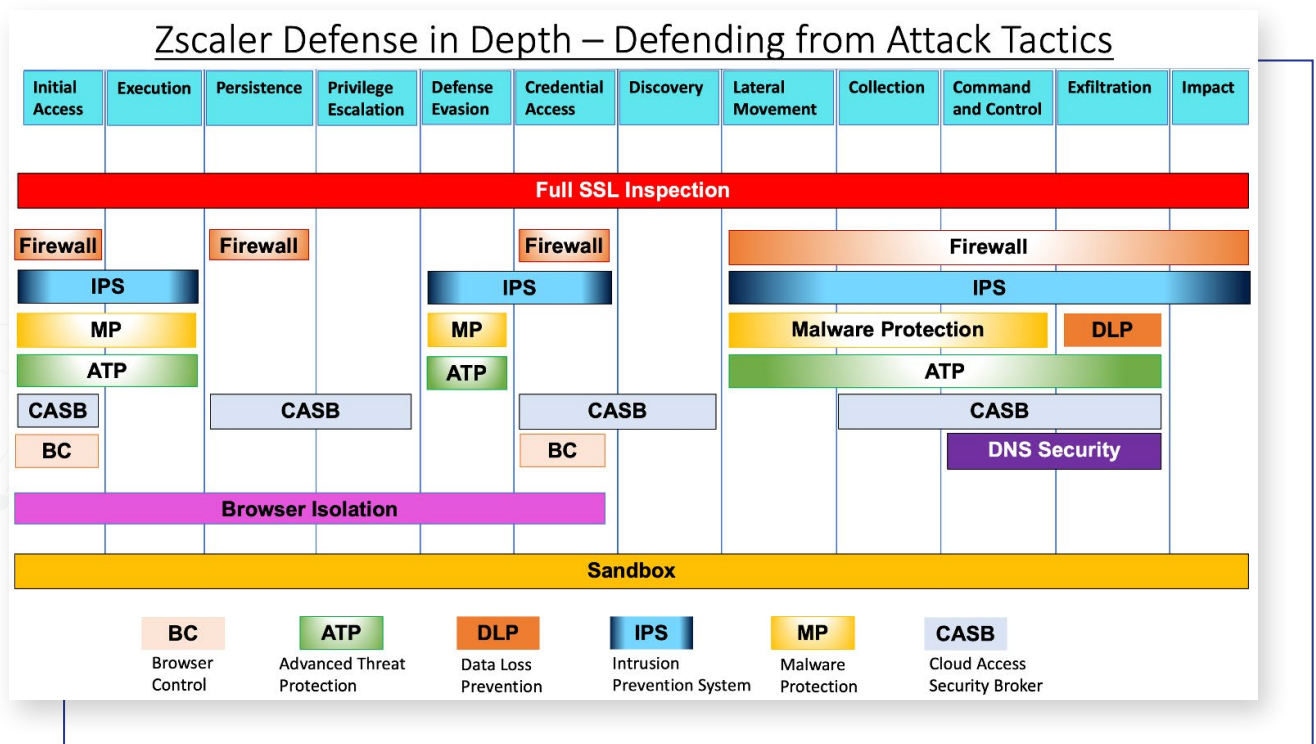 Zscaler Defense in Depth – Defending from Attack Tactics
Initial Access
Execution
Persistence
Privilege Escalation
Defense Evasion
Credential Access
Discovery
Lateral Movement
Collection
Command and Control
Exfiltration
Impact
Full SSL Inspection
Firewall
Firewall
Firewall
Firewall
IPS
IPS
IPS
MP
MP
Malware Protection
DLP
ATP
ATP
ATP
CASB
CASB
CASB
CASB
BC
BC
DNS Security
Browser Isolation
Sandbox
BC
Browser
Control
ATP
Advanced Threat
Protection
DLP
Data Loss
Prevention
IPS
Intrusion
Prevention System
MP
Malware
Protection
CASB
Cloud Access
Security Broker